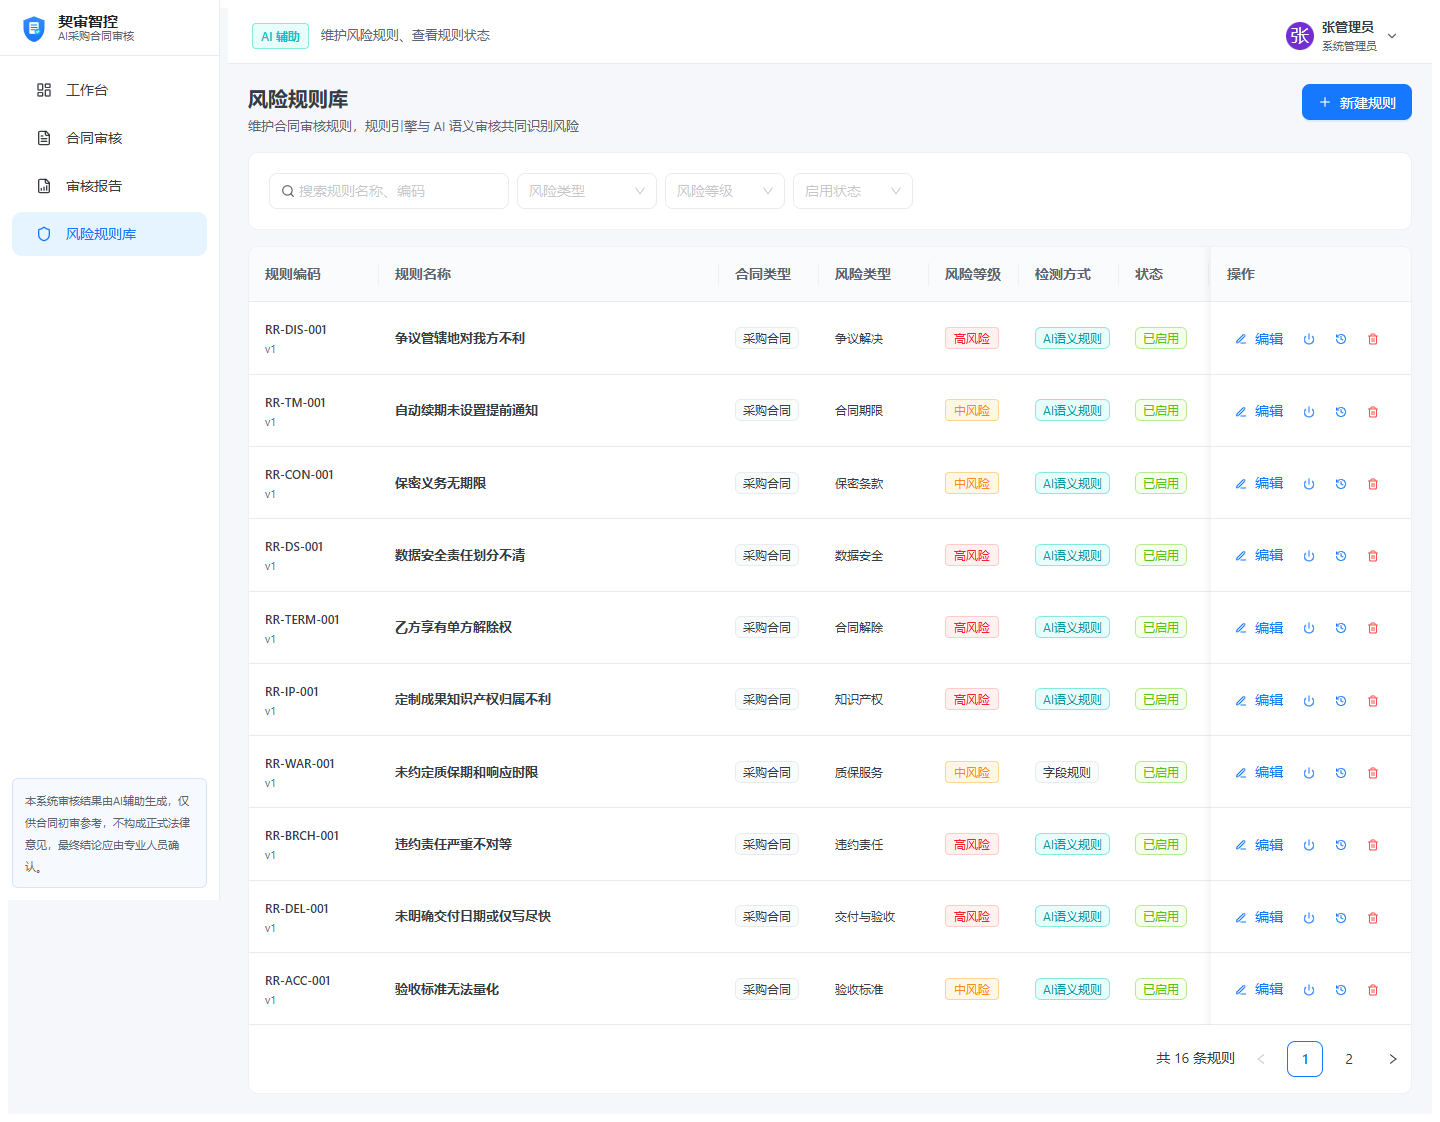 契审智控
AI采购合同审核
工作台
合同审核
审核报告
风险规则库
本系统审核结果由AI辅助生成，仅
供合同初审参考，不构成正式法律
意见，最终结论应由专业人员确
认。
AI 辅助 维护风险规则、查看规则状态
张 张管理员
系统管理员
风险规则库
维护合同审核规则，规则引擎与 AI 语义审核共同识别风险
新建规则
搜索规则名称、编码 风险类型 风险等级 启用状态
规则编码 规则名称 合同类型 风险类型 风险等级 检测方式 状态 操作
RR-DIS-001
v1
争议管辖地对我方不利 采购合同 争议解决 高风险 AI语义规则 已启用 编辑
RR-TM-001
v1
自动续期未设置提前通知 采购合同 合同期限 中风险 AI语义规则 已启用 编辑
RR-CON-001
v1
保密义务无期限 采购合同 保密条款 中风险 AI语义规则 已启用 编辑
RR-DS-001
v1
数据安全责任划分不清 采购合同 数据安全 高风险 AI语义规则 已启用 编辑
RR-TERM-001
v1
乙方享有单方解除权 采购合同 合同解除 高风险 AI语义规则 已启用 编辑
RR-IP-001
v1
定制成果知识产权归属不利 采购合同 知识产权 高风险 AI语义规则 已启用 编辑
RR-WAR-001
v1
未约定质保期和响应时限 采购合同 质保服务 中风险 字段规则 已启用 编辑
RR-BRCH-001
v1
违约责任严重不对等 采购合同 违约责任 高风险 AI语义规则 已启用 编辑
RR-DEL-001
v1
未明确交付日期或仅写尽快 采购合同 交付与验收 高风险 AI语义规则 已启用 编辑
RR-ACC-001
v1
验收标准无法量化 采购合同 验收标准 中风险 AI语义规则 已启用 编辑
共 16 条规则 1 2